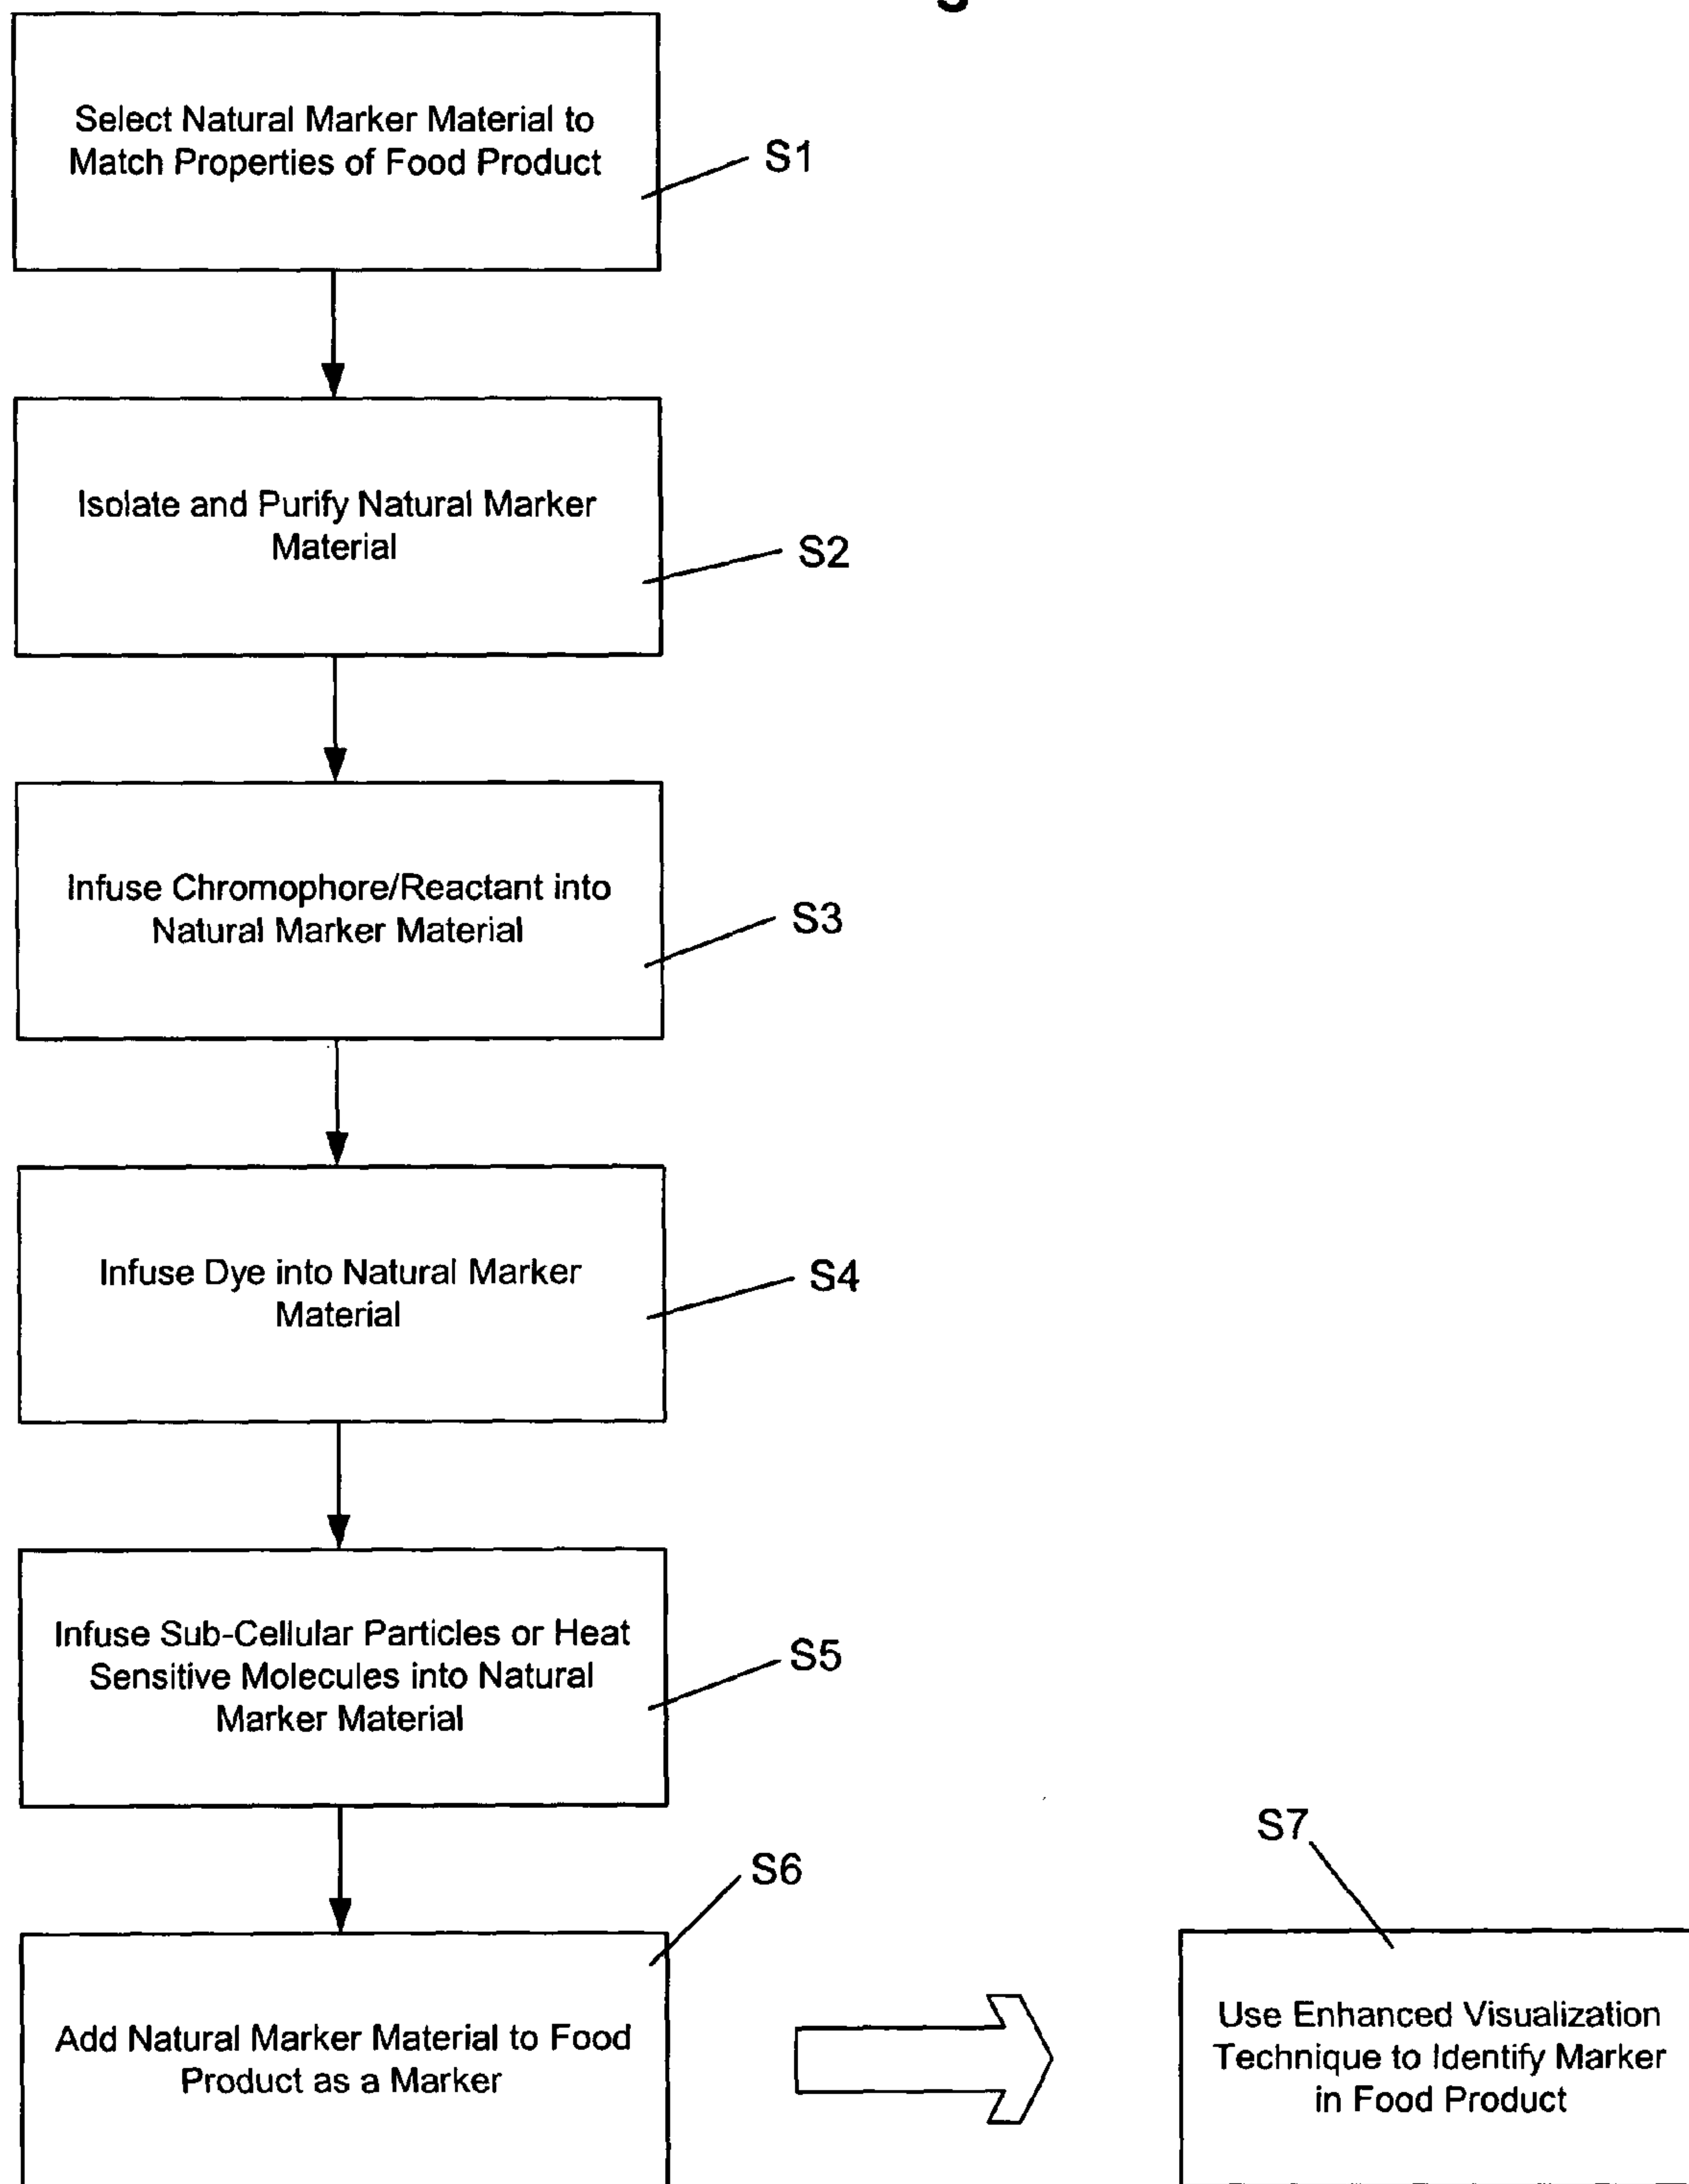 Select Natural Marker Material to
Match Properties of Food Product
S1
Isolate and Purify Natural Marker
Material
S2
Infuse Chromophore/Reactant into
Natural Marker Material
S3
Infuse Dye into Natural Marker
Material
S4
Infuse Sub-Cellular Particles or Heat
Sensitive Molecules into Natural
Marker Material
S5
S6
Add Natural Marker Material to Food
Product as a Marker
S7
Use Enhanced Visualization
Technique to Identify Marker
in Food Product